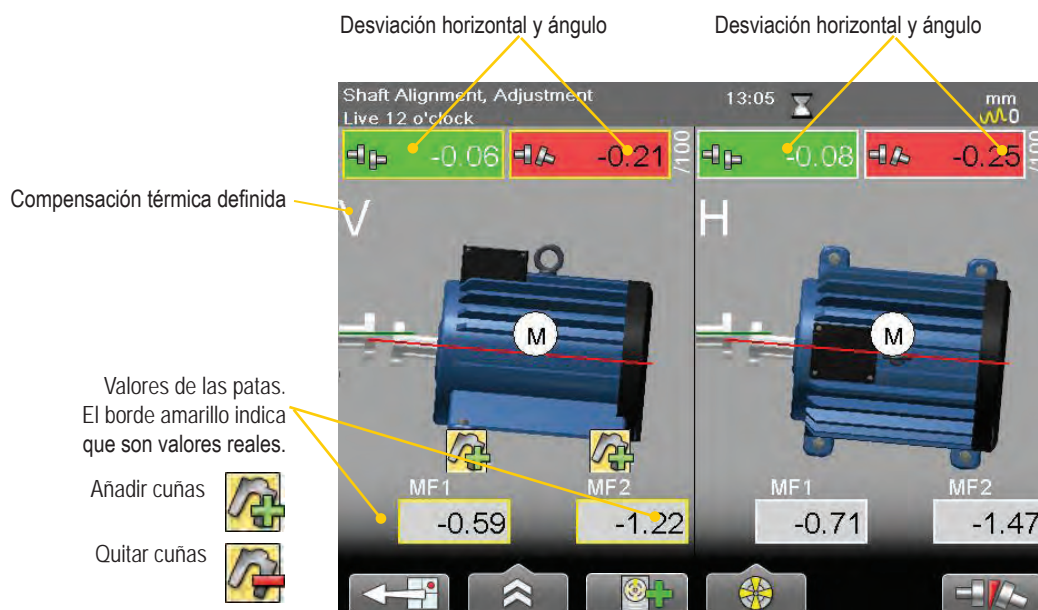 Desviación horizontal y ángulo
Desviación horizontal y ángulo
Shaft Alignment, Adjustment
13:05
mm
Live 12 o'clock
0
-0.06
-0.21
/100
-0.08
-0.25
/100
Compensación térmica definida
V
H
M
M
Valores de las patas.
El borde amarillo indica
que son valores reales.
Añadir cuñas
Quitar cuñas
MF1
MF2
MF1
MF2
-0.59
-1.22
-0.71
-1.47